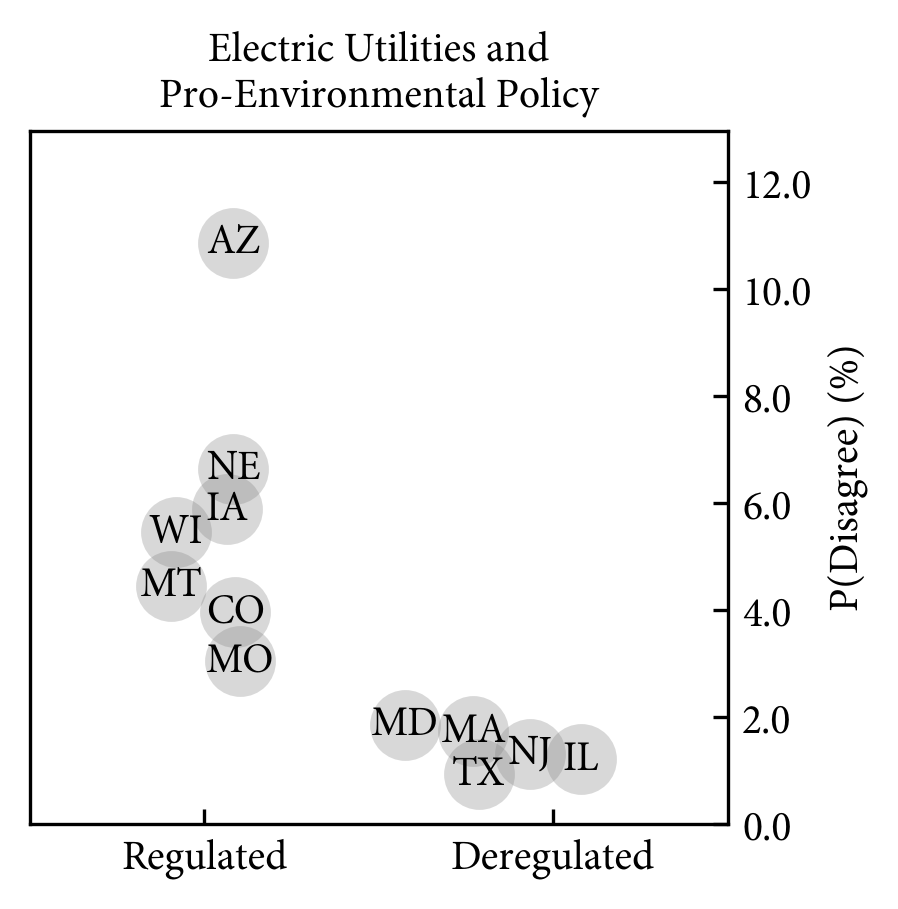 Electric Utilities and
Pro-Environmental Policy
12.0
AZ
10.0
8.0
NE
IA
6.0
WI
MT
CO
4.0
MO
MD
MA
2.0
NJ
IL
TX
0.0
P(Disagree) (%)
Regulated
Deregulated